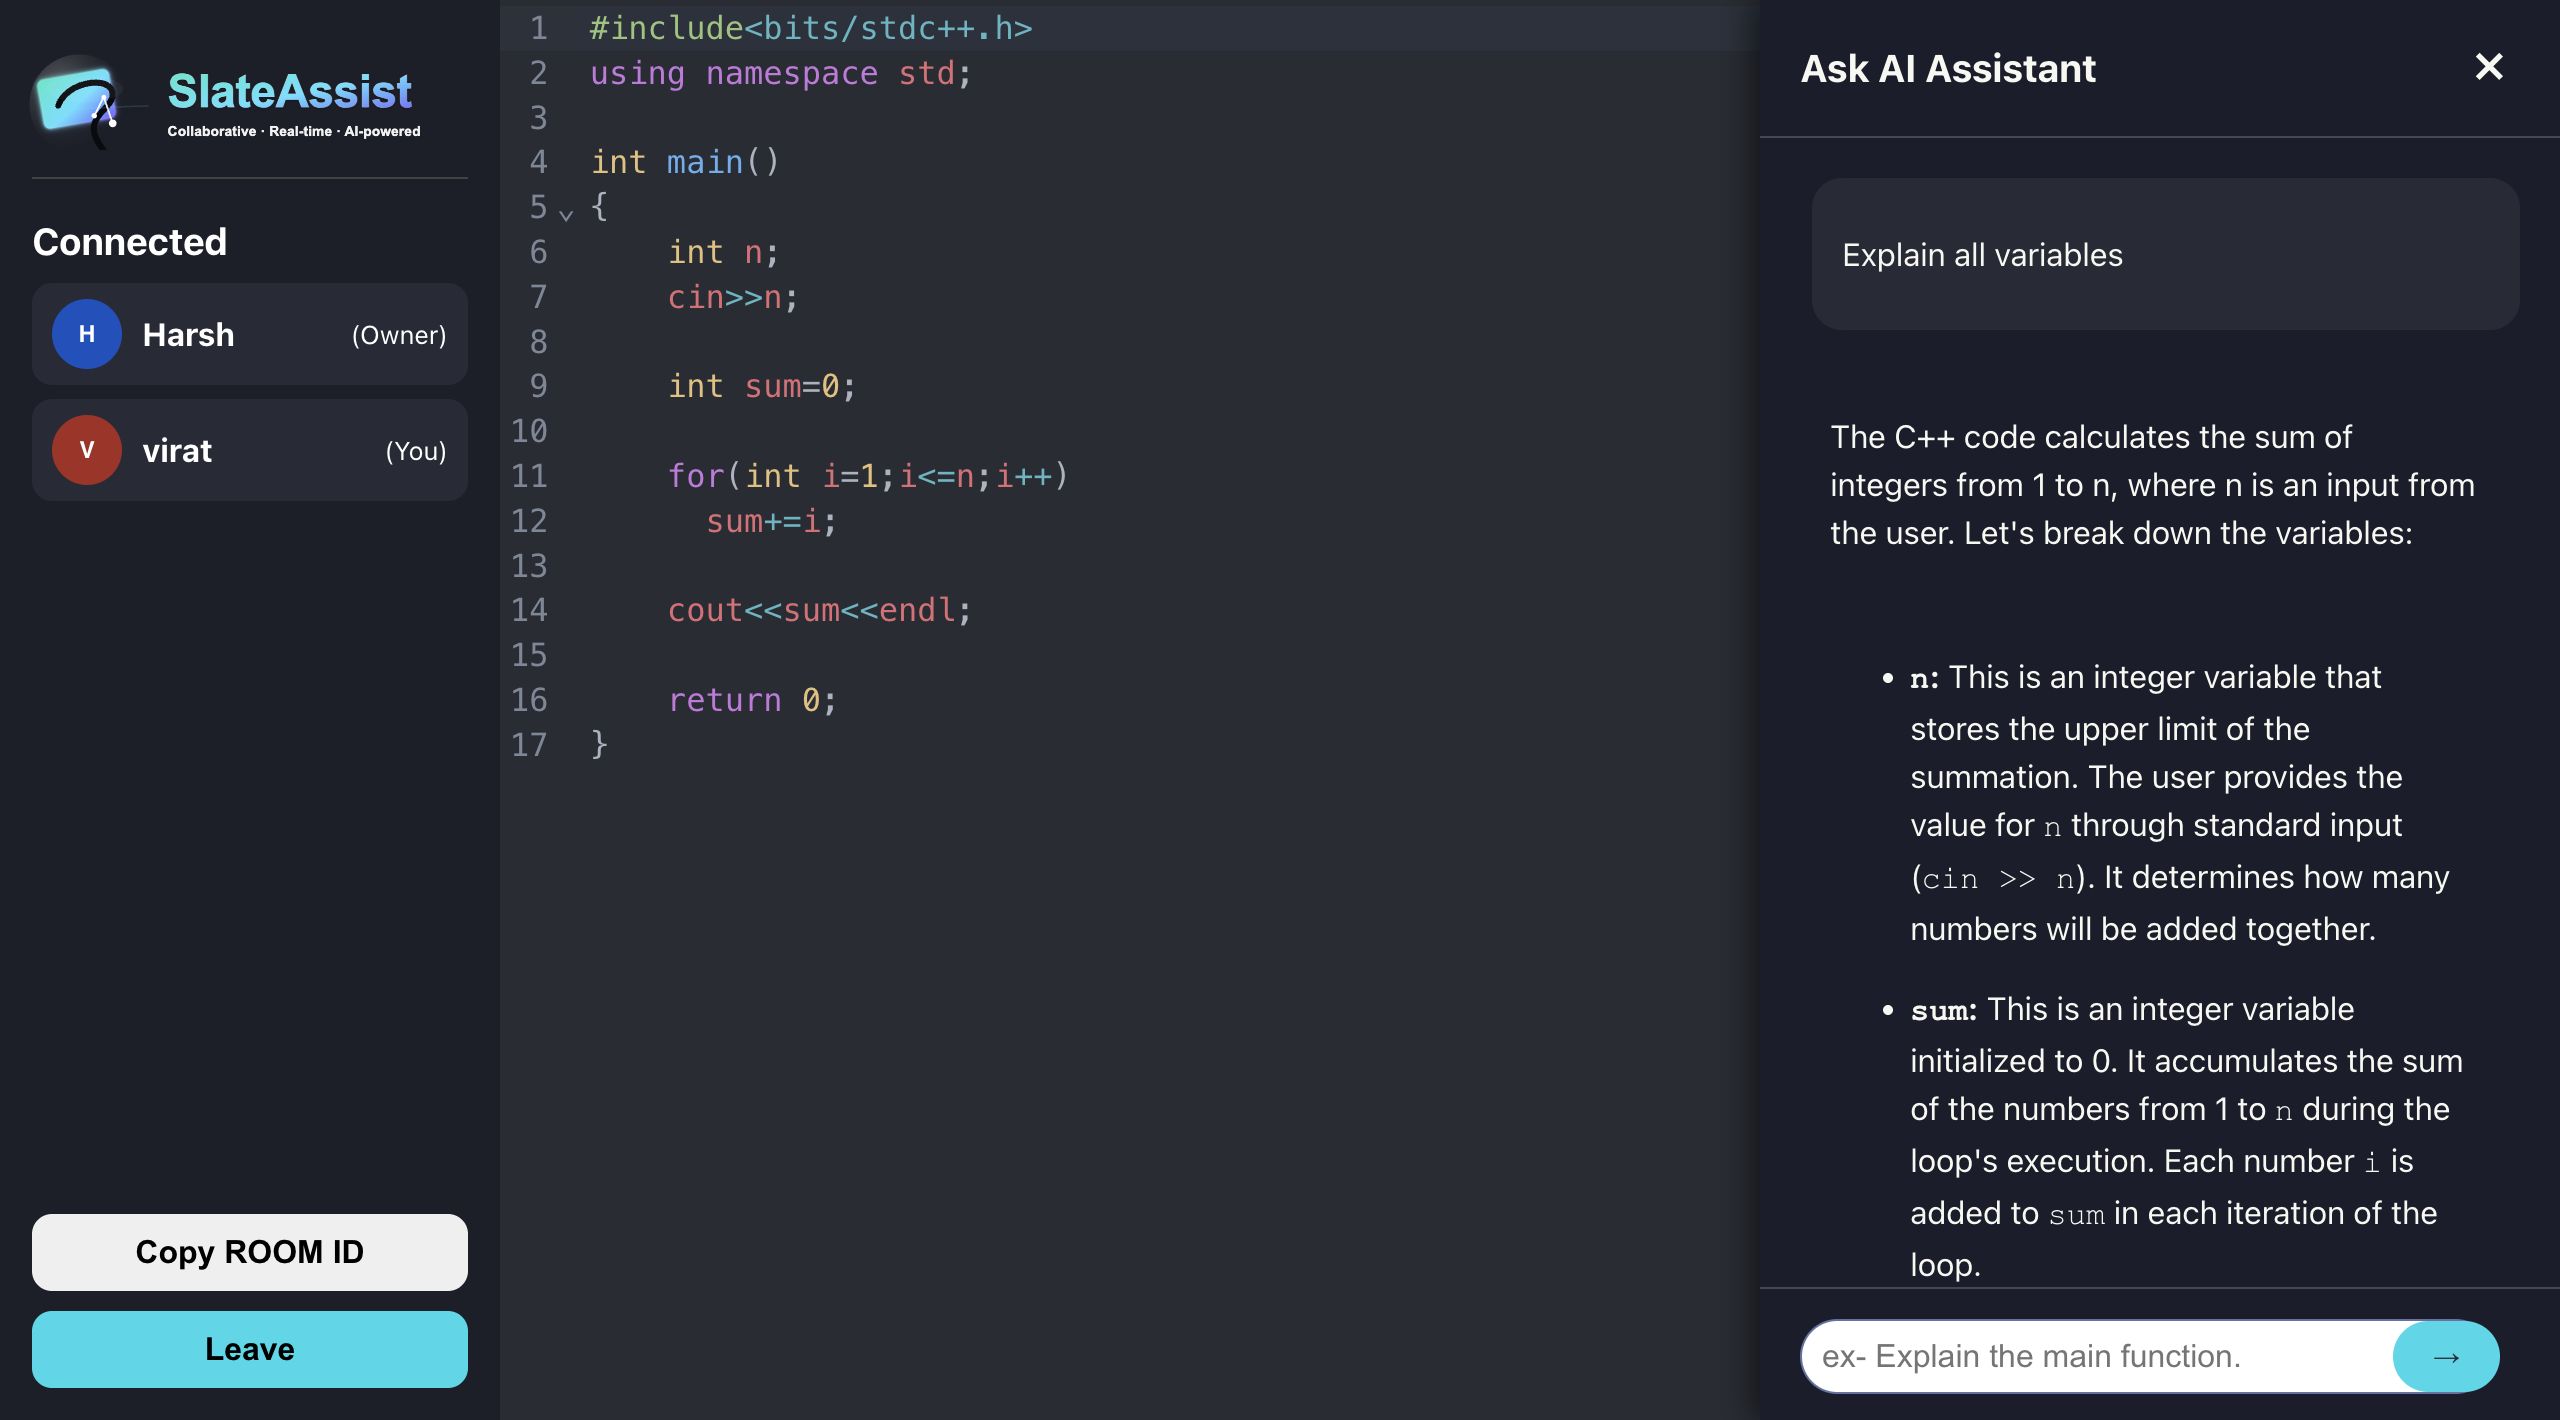 SlateAssist
Collaborative · Real-time · AI-powered
Connected
H Harsh (Owner)
V virat (You)
Copy ROOM ID
Leave
1 #include<bits/stdc++.h>
2 using namespace std;
3
4 int main()
5 {
6     int n;
7     cin>>n;
8
9     int sum=0;
10
11     for(int i=1;i<=n;i++)
12       sum+=i;
13
14     cout<<sum<<endl;
15
16     return 0;
17 }
Ask AI Assistant ✕
Explain all variables
The C++ code calculates the sum of
integers from 1 to n, where n is an input from
the user. Let's break down the variables:
• n: This is an integer variable that
stores the upper limit of the
summation. The user provides the
value for n through standard input
(cin >> n). It determines how many
numbers will be added together.
• sum: This is an integer variable
initialized to 0. It accumulates the sum
of the numbers from 1 to n during the
loop's execution. Each number i is
added to sum in each iteration of the
loop.
ex- Explain the main function. →